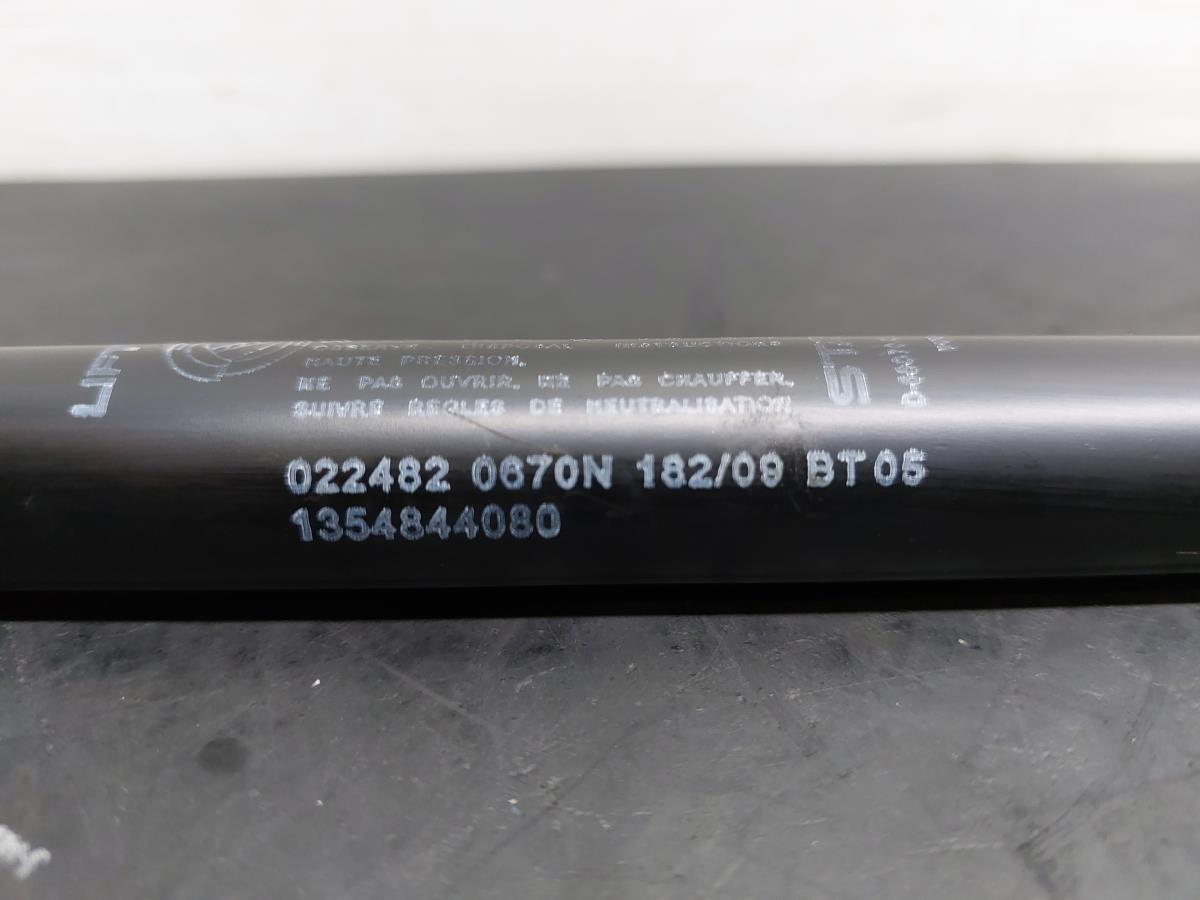 HAUTE PRESSION.
NE PAS OUVRIR. NE PAS CHAUFFER.
SUIVRE REGLES DE NEUTRALISATION
022482 0670N 182/09 BT05
1354844080